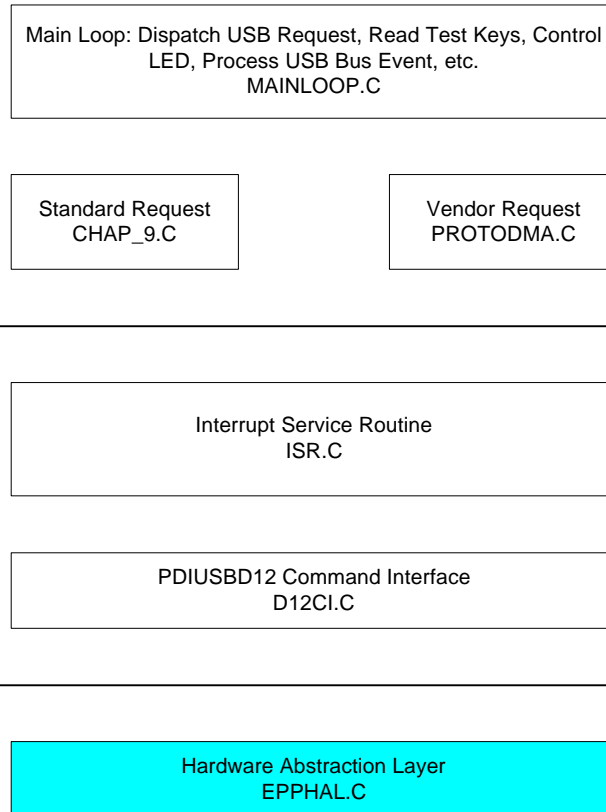 Main Loop: Dispatch USB Request, Read Test Keys, Control
LED, Process USB Bus Event, etc.
MAINLOOP.C
Standard Request
CHAP_9.C
Vendor Request
PROTODMA.C
Interrupt Service Routine
ISR.C
PDIUSBD12 Command Interface
D12CI.C
Hardware Abstraction Layer
EPPHAL.C